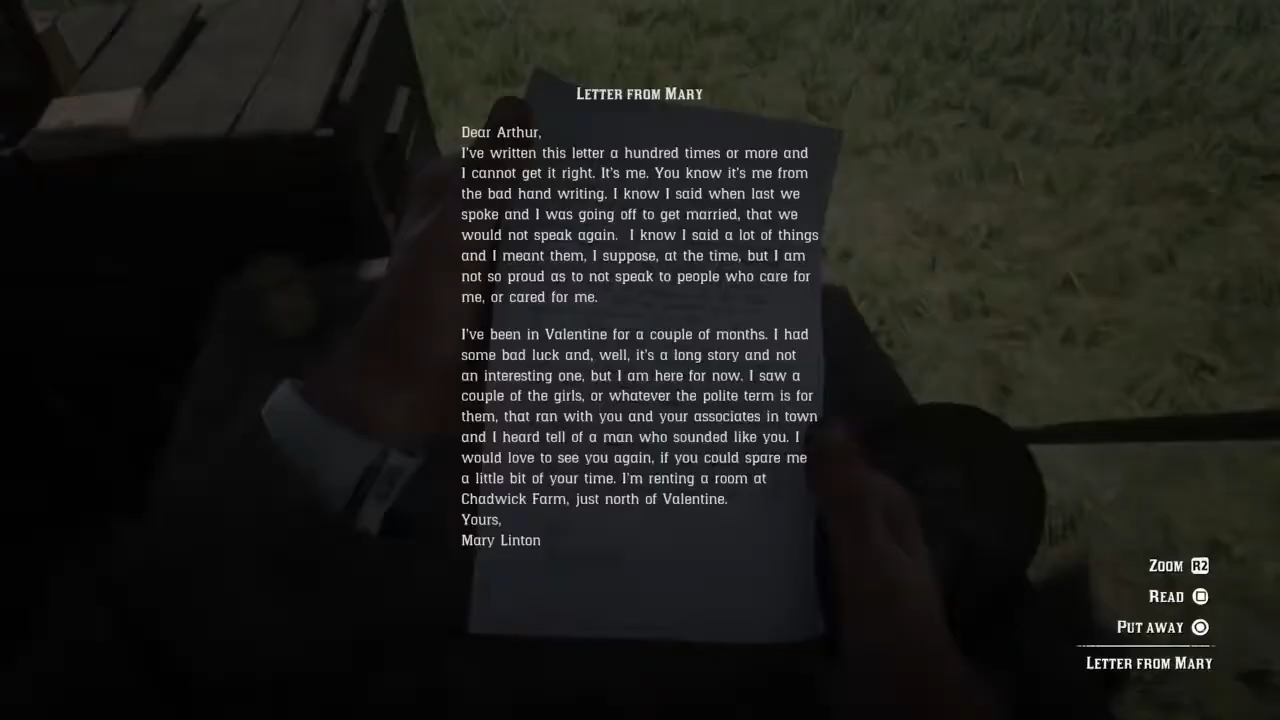 Letter from Mary
Dear Arthur,
I've written this letter a hundred times or more and
I cannot get it right. It's me. You know it's me from
the bad hand writing. I know I said when last we
spoke and I was going off to get married, that we
would not speak again.  I know I said a lot of things
and I meant them, I suppose, at the time, but I am
not so proud as to not speak to people who care for
me, or cared for me.
I've been in Valentine for a couple of months. I had
some bad luck and, well, it's a long story and not
an interesting one, but I am here for now. I saw a
couple of the girls, or whatever the polite term is for
them, that ran with you and your associates in town
and I heard tell of a man who sounded like you. I
would love to see you again, if you could spare me
a little bit of your time. I'm renting a room at
Chadwick Farm, just north of Valentine.
Yours,
Mary Linton
Zoom R2
Read
Put away
Letter from Mary